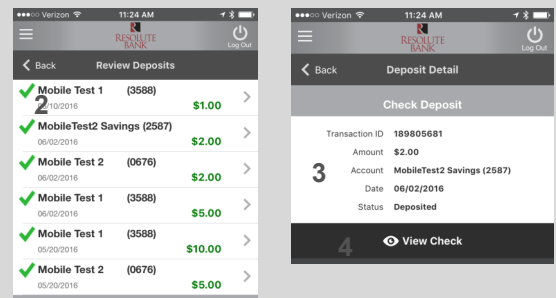 ●●●○○ Verizon 11:24 AM
RESOLUTE
BANK
Log Out
Back Review Deposits
Mobile Test 1 (3588)
2
/10/2016 $1.00
MobileTest2 Savings (2587)
06/02/2016 $2.00
Mobile Test 2 (0676)
06/02/2016 $2.00
Mobile Test 1 (3588)
06/02/2016 $5.00
Mobile Test 1 (3588)
05/20/2016 $10.00
Mobile Test 2 (0676)
05/20/2016 $5.00
●●●○○ Verizon 11:24 AM
RESOLUTE
BANK
Log Out
Back Deposit Detail
Check Deposit
Transaction ID 189805681
Amount $2.00
3
Account MobileTest2 Savings (2587)
Date 06/02/2016
Status Deposited
4
View Check